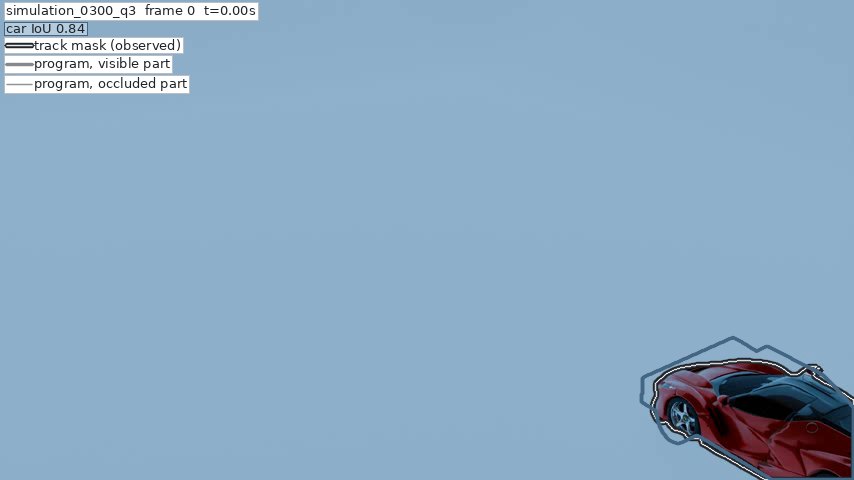 simulation_0300_q3  frame 0  t=0.00s
car IoU 0.84
track mask (observed)
program, visible part
program, occluded part